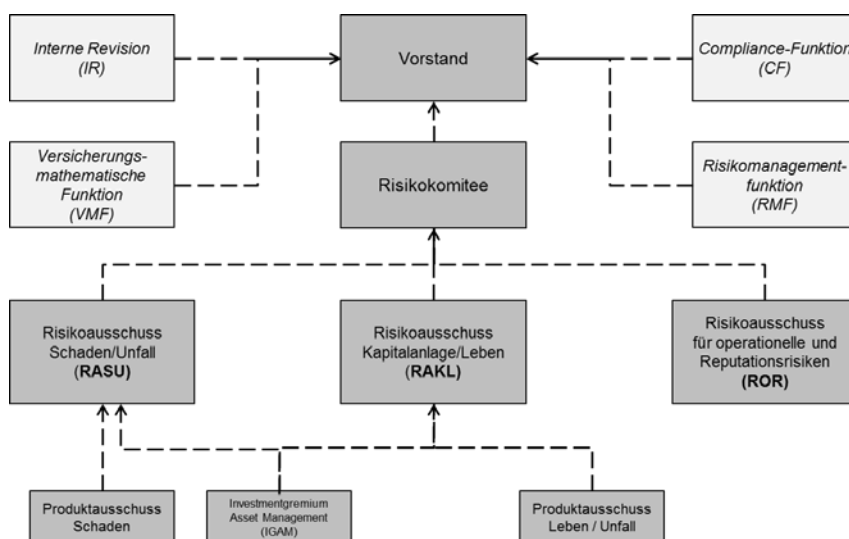 Interne Revision
(IR)
Vorstand
Compliance-Funktion
(CF)
Versicherungs-
mathematische
Funktion
(VMF)
Risikokomitee
Risikomanagement-
funktion
(RMF)
Risikoausschuss
Schaden/Unfall
(RASU)
Risikoausschuss
Kapitalanlage/Leben
(RAKL)
Risikoausschuss
für operationelle und
Reputationsrisiken
(ROR)
Produktausschuss
Schaden
Investmentgremium
Asset Management
(IGAM)
Produktausschuss
Leben / Unfall